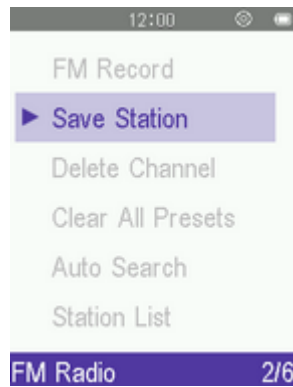 12:00
FM Record
Save Station
Delete Channel
Clear All Presets
Auto Search
Station List
FM Radio 2/6